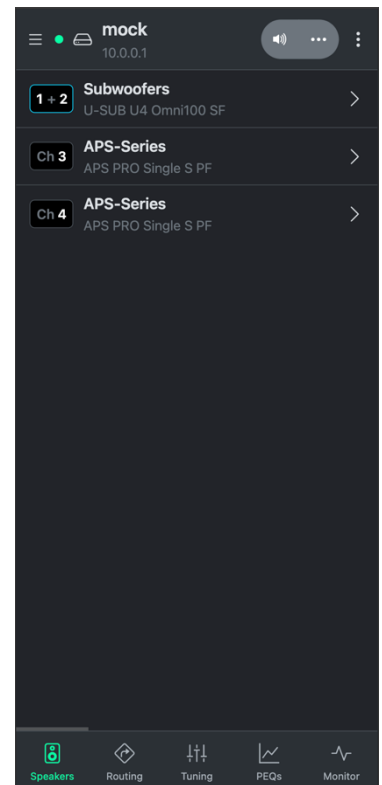 mock
10.0.0.1
1 + 2
Subwoofers
U-SUB U4 Omni100 SF
Ch 3
APS-Series
APS PRO Single S PF
Ch 4
APS-Series
APS PRO Single S PF
Speakers
Routing
Tuning
PEQs
Monitor